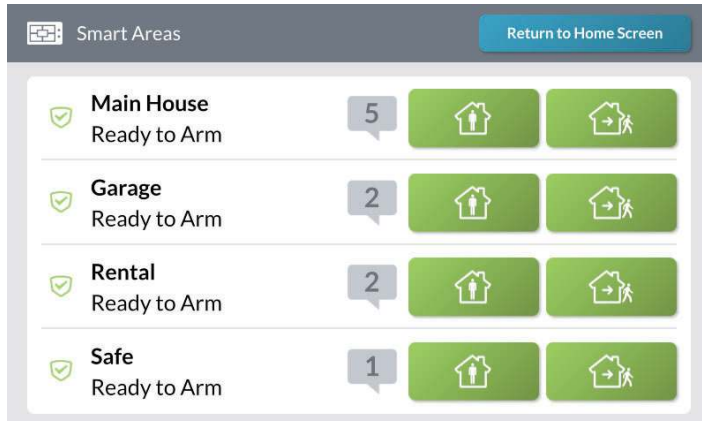 Smart Areas
Return to Home Screen
Main House
Ready to Arm
5
Garage
Ready to Arm
2
Rental
Ready to Arm
2
Safe
Ready to Arm
1